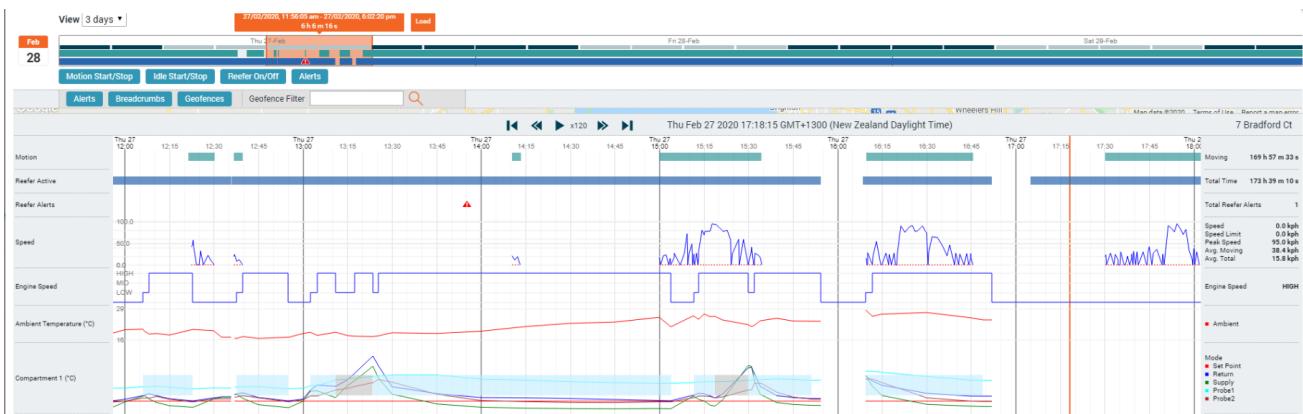 View 3 days
27/02/2020, 11:56:05 am - 27/02/2020, 6:02:20 pm
6 h 6 m 16 s
Load
Feb
28
Thu 27-Feb
Fri 28-Feb
Sat 29-Feb
Motion Start/Stop
Idle Start/Stop
Reefer On/Off
Alerts
Alerts
Breadcrumbs
Geofences
Geofence Filter
Wheelers Hill
Map data ©2020
Terms of Use
Report a map error
x120
Thu Feb 27 2020 17:18:15 GMT+1300 (New Zealand Daylight Time)
7 Bradford Ct
Thu 27 Thu 27 Thu 27 Thu 27 Thu 27 Thu 27 Thu 2
12:00 12:15 12:30 12:45 13:00 13:15 13:30 13:45 14:00 14:15 14:30 14:45 15:00 15:15 15:30 15:45 16:00 16:15 16:30 16:45 17:00 17:15 17:30 17:45 18:0
Motion
Moving 169 h 57 m 33 s
Reefer Active
Total Time 173 h 39 m 10 s
Reefer Alerts
Total Reefer Alerts 1
Speed
100.0
50.0
0.0
Speed 0.0 kph
Speed Limit 0.0 kph
Peak Speed 95.0 kph
Avg. Moving 38.4 kph
Avg. Total 15.8 kph
Engine Speed
HIGH
MID
LOW
Engine Speed HIGH
Ambient Temperature (°C)
29
16
Ambient
Compartment 1 (°C)
Mode
Set Point
Return
Supply
Probe1
Probe2